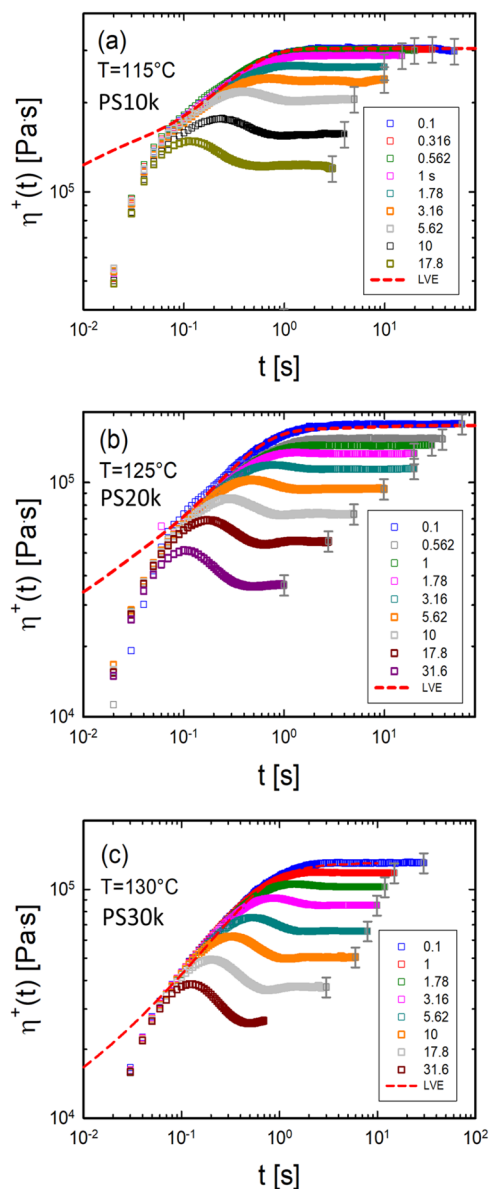 (a)
T=115°C
PS10k
η⁺(t) [Pa·s]
10⁵
0.1
0.316
0.562
1 s
1.78
3.16
5.62
10
17.8
LVE
10⁻² 10⁻¹ 10⁰ 10¹
t [s]
(b)
T=125°C
PS20k
η⁺(t) [Pa·s]
10⁵
10⁴
0.1
0.562
1
1.78
3.16
5.62
10
17.8
31.6
LVE
10⁻² 10⁻¹ 10⁰ 10¹
t [s]
(c)
T=130°C
PS30k
η⁺(t) [Pa·s]
10⁵
10⁴
0.1
1
1.78
3.16
5.62
10
17.8
31.6
LVE
10⁻² 10⁻¹ 10⁰ 10¹ 10²
t [s]